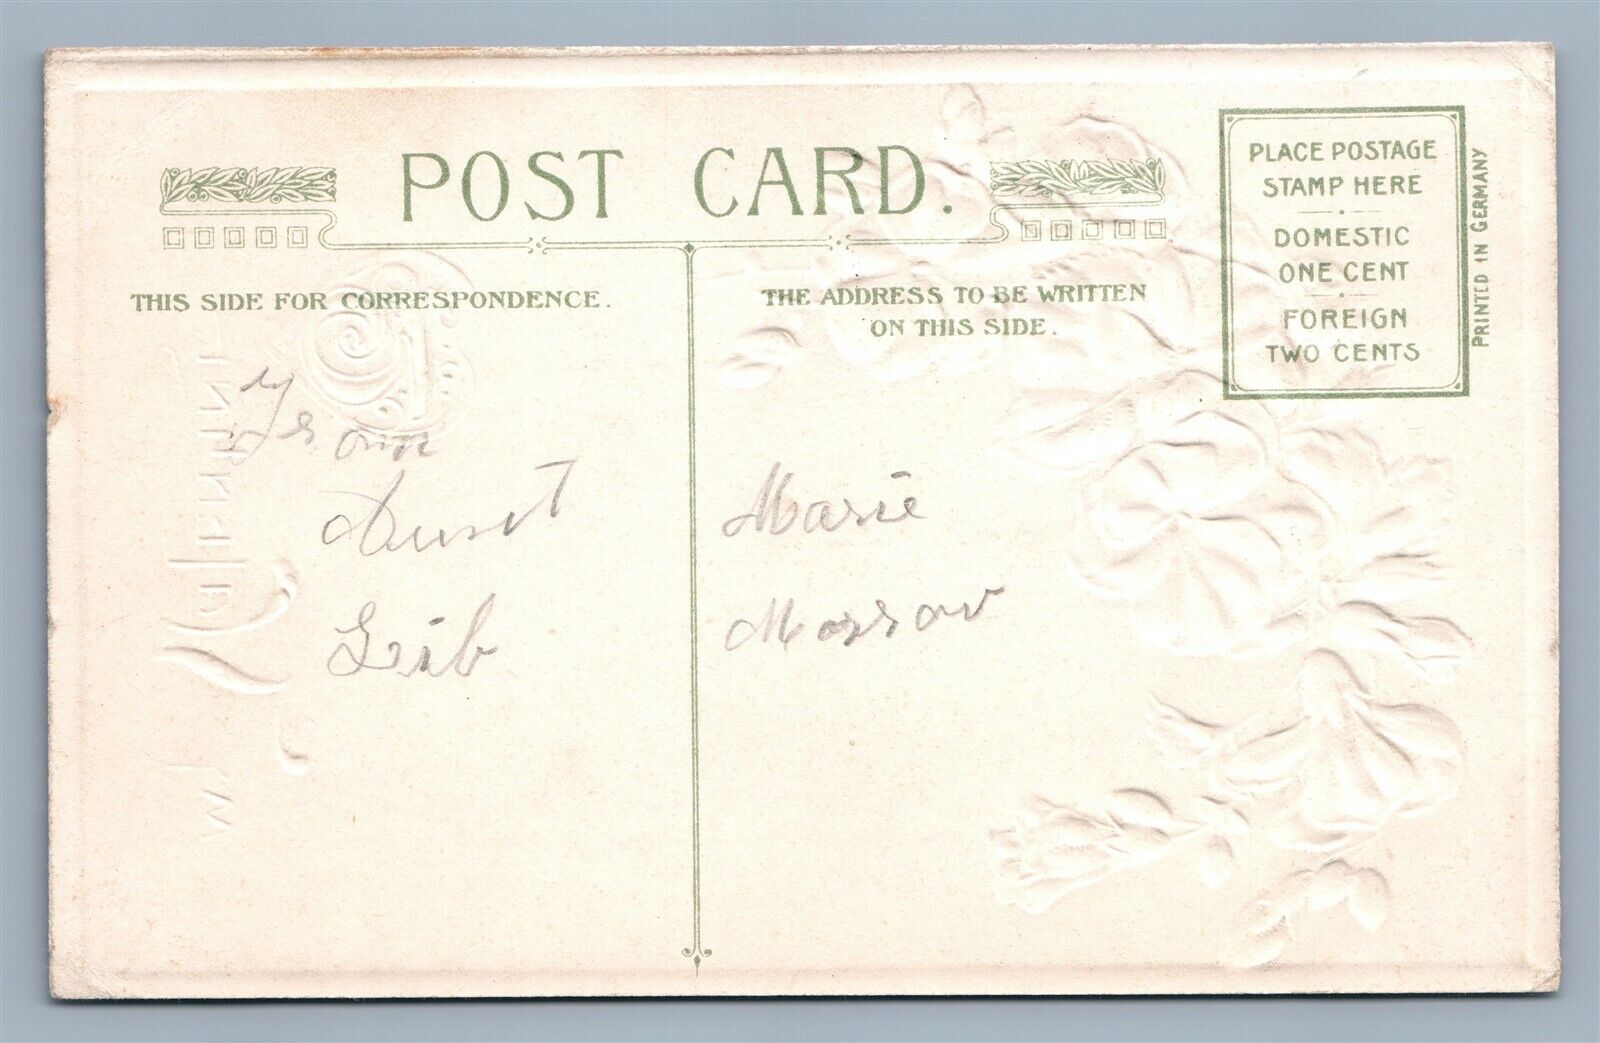 POST CARD.
THIS SIDE FOR CORRESPONDENCE.
THE ADDRESS TO BE WRITTEN
ON THIS SIDE.
PLACE POSTAGE
STAMP HERE
DOMESTIC
ONE CENT
FOREIGN
TWO CENTS
PRINTED IN GERMANY
From
Aunt
Lib
Marie
Morrow